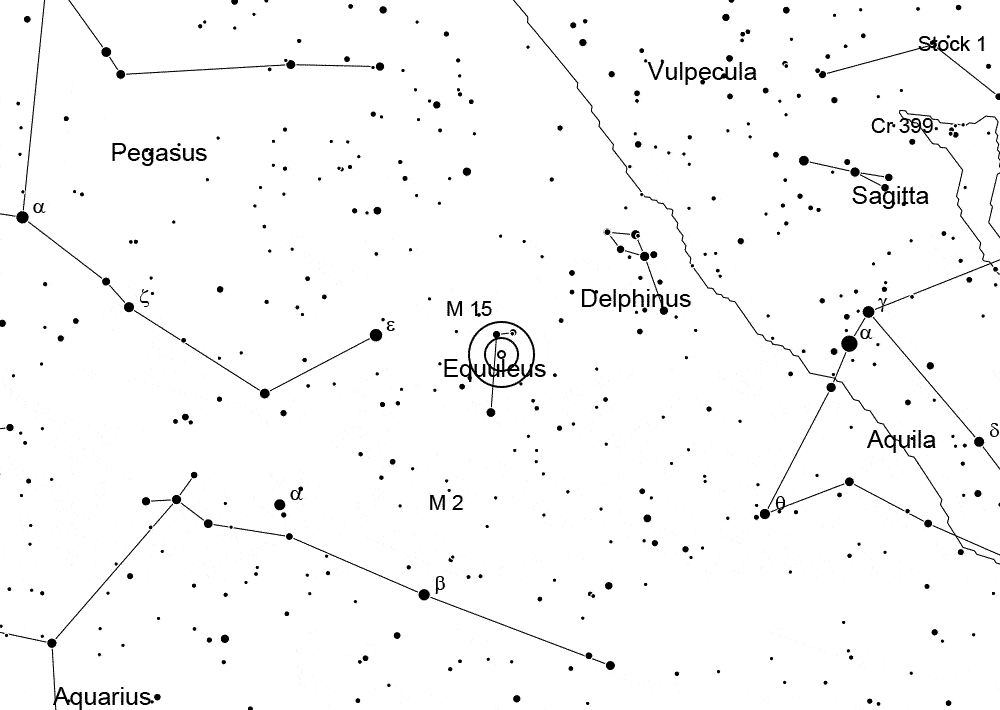 Stock 1
Vulpecula
Cr 399
Pegasus
Sagitta
α
ζ
Delphinus
γ
M 15
α
ε
Equuleus
δ
Aquila
α
M 2
θ
β
Aquarius